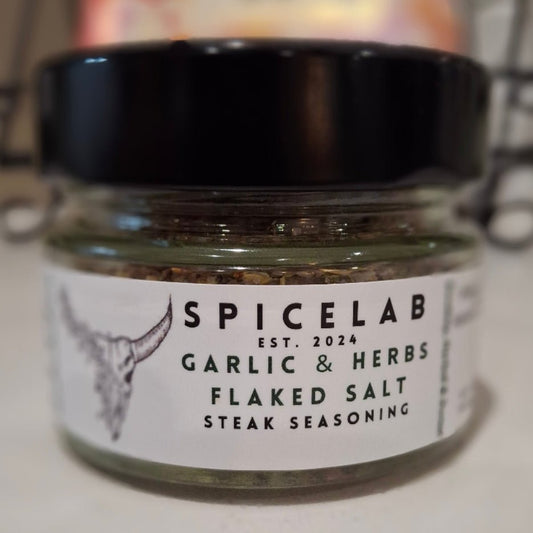 SPICELAB
EST. 2024
GARLIC & HERBS
FLAKED SALT
STEAK SEASONING